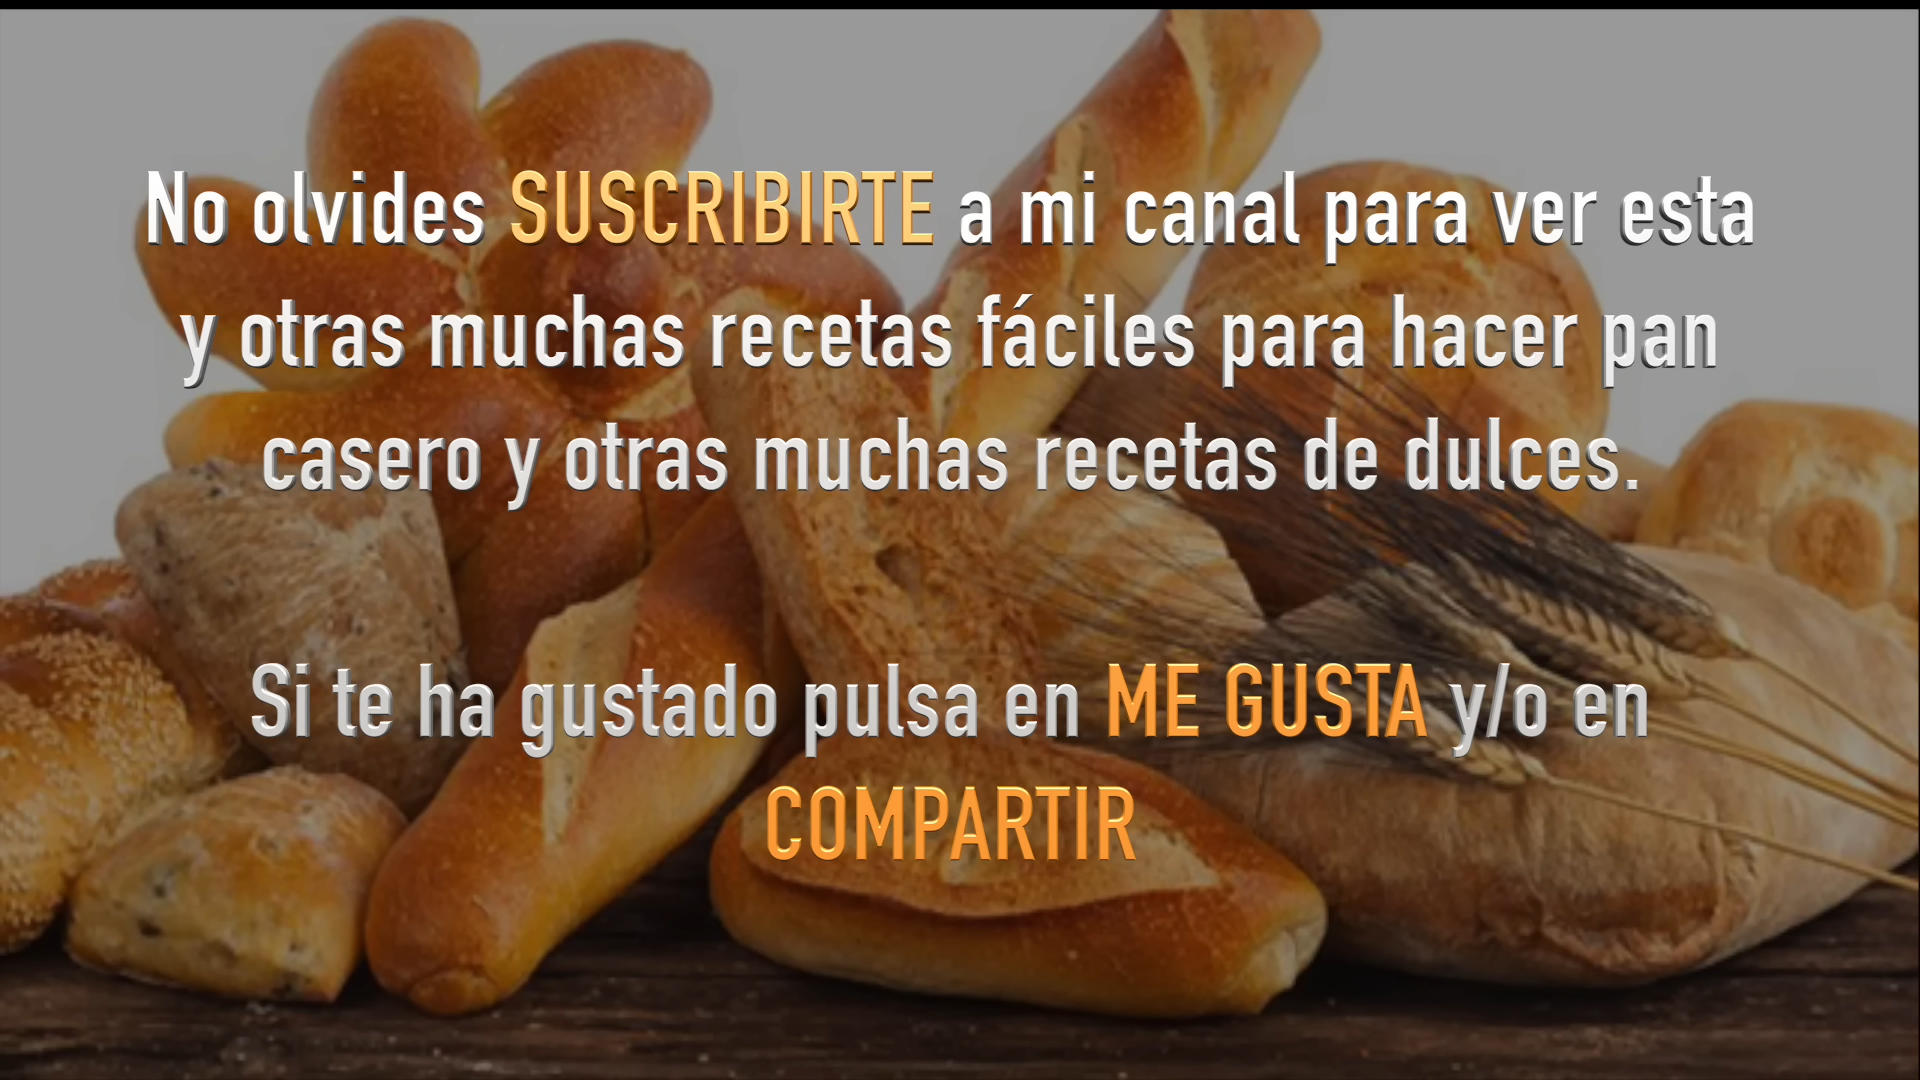 No olvides SUSCRIBIRTE a mi canal para ver esta
y otras muchas recetas fáciles para hacer pan
casero y otras muchas recetas de dulces.
Si te ha gustado pulsa en ME GUSTA y/o en
COMPARTIR